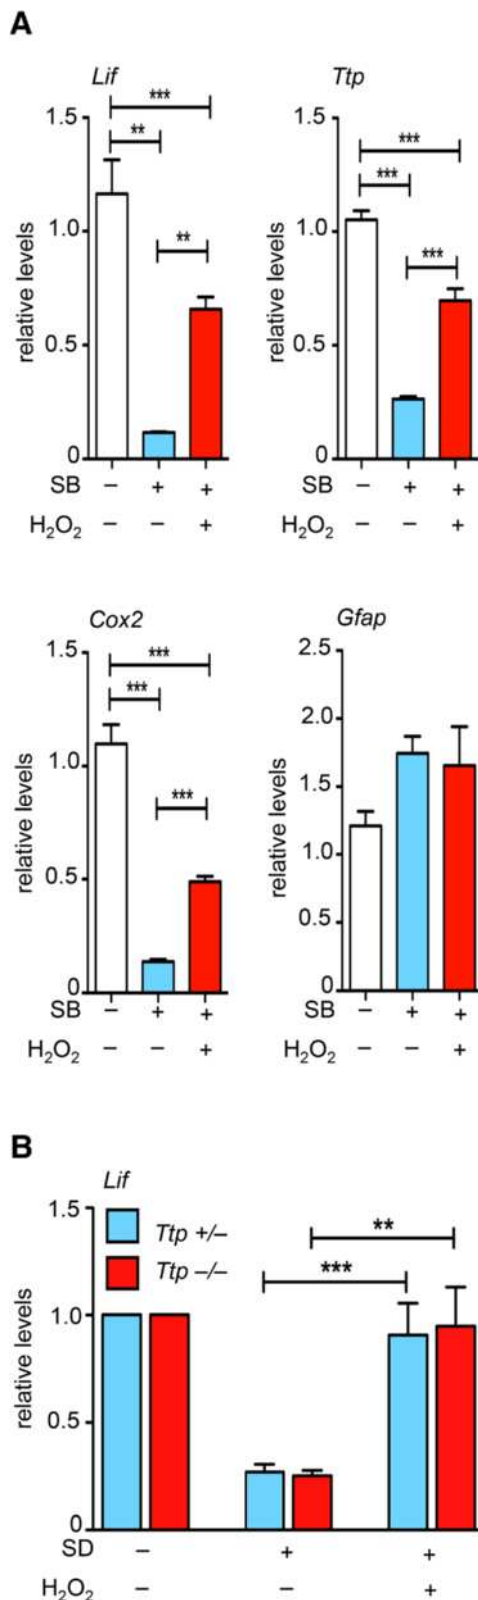 A
Lif
Ttp
1.5
1.0
0.5
0
relative levels
***
**
**
SB – + +
H₂O₂ – – +
1.5
1.0
0.5
0
relative levels
***
***
***
SB – + +
H₂O₂ – – +
Cox2
Gfap
1.5
1.0
0.5
0
relative levels
***
***
***
SB – + +
H₂O₂ – – +
2.5
2.0
1.5
1.0
0.5
0
relative levels
SB – + +
H₂O₂ – – +
B
Lif
1.5
1.0
0.5
0
relative levels
Ttp +/–
Ttp –/–
**
***
SD – + +
H₂O₂ – – +